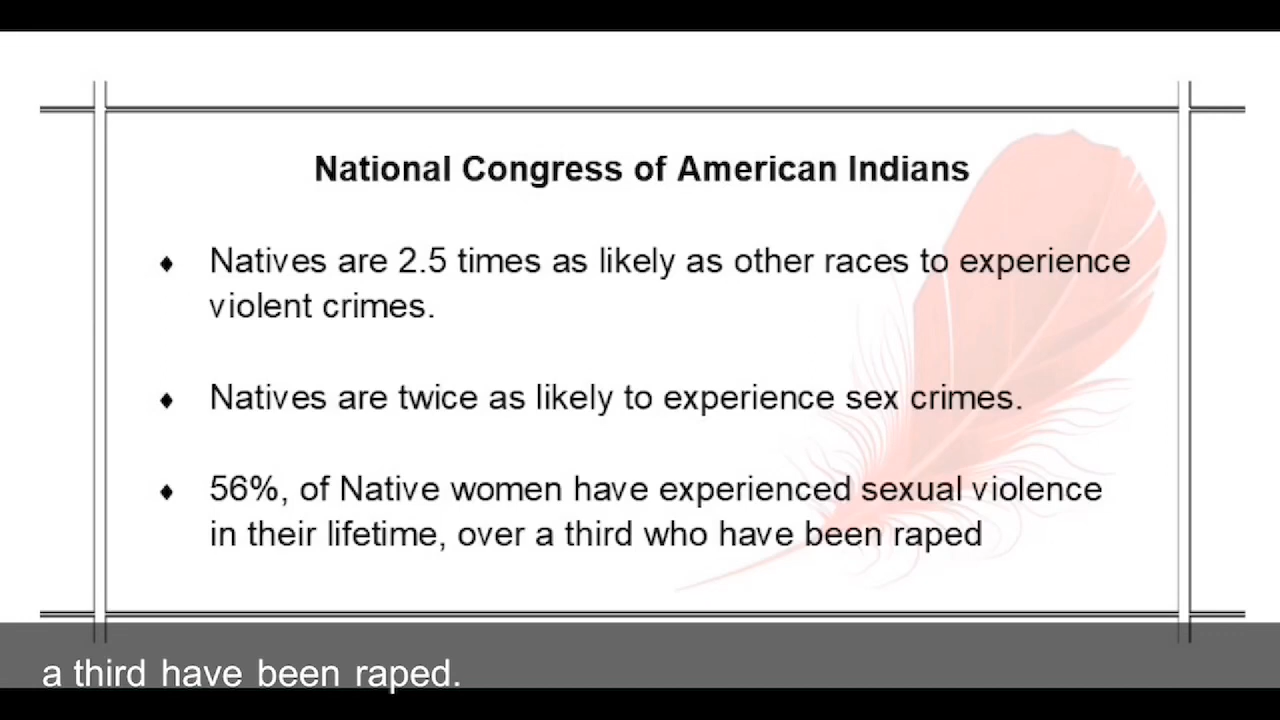 National Congress of American Indians
♦ Natives are 2.5 times as likely as other races to experience
violent crimes.
♦ Natives are twice as likely to experience sex crimes.
♦ 56%, of Native women have experienced sexual violence
in their lifetime, over a third who have been raped
a third have been raped.